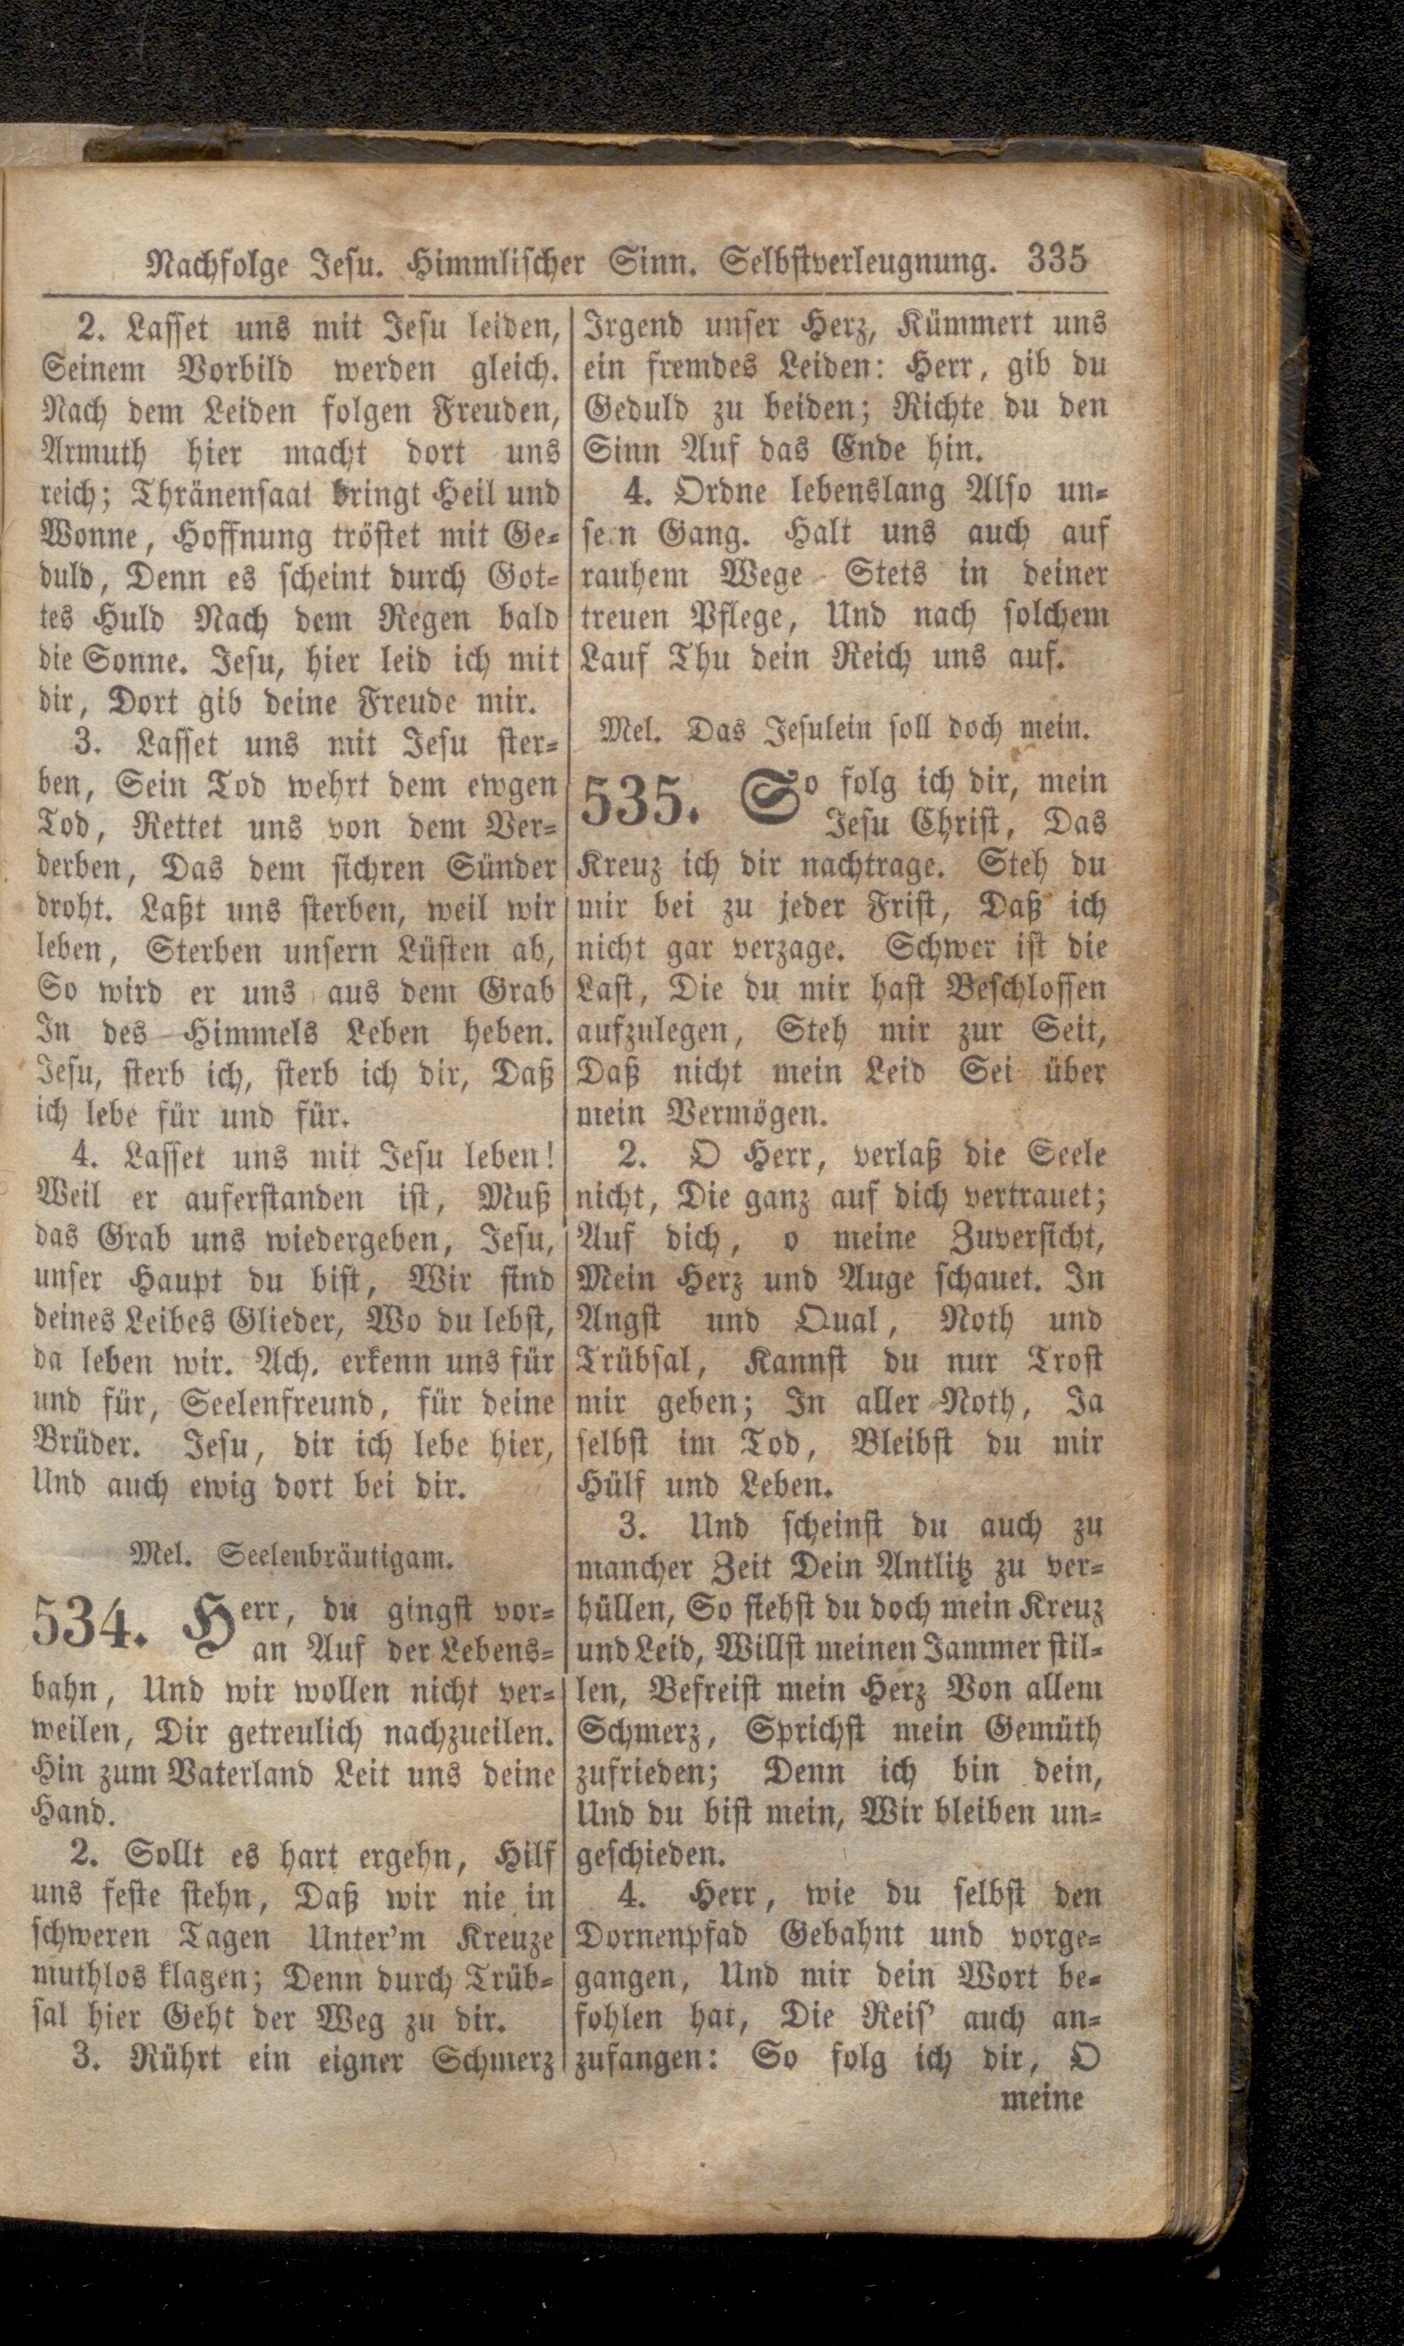 Nachfolge Jesu. Himmlischer Sinn. Selbstverleugnung. 335
2. Lasset uns mit Jesu leiden,
Seinem Vorbild werden gleich.
Nach dem Leiden folgen Freuden,
Armuth hier macht dort uns
reich; Thränensaat bringt Heil und
Wonne, Hoffnung tröstet mit Ge-
duld, Denn es scheint durch Got-
tes Huld Nach dem Regen bald
die Sonne. Jesu, hier leid ich mit
dir, Dort gib deine Freude mir.
3. Lasset uns mit Jesu ster-
ben, Sein Tod wehrt dem ewgen
Tod, Rettet uns von dem Ver-
derben, Das dem sichren Sünder
droht. Laßt uns sterben, weil wir
leben, Sterben unsern Lüsten ab,
So wird er uns aus dem Grab
In des Himmels Leben heben.
Jesu, sterb ich, sterb ich dir, Daß
ich lebe für und für.
4. Lasset uns mit Jesu leben!
Weil er auferstanden ist, Muß
das Grab uns wiedergeben, Jesu,
unser Haupt du bist, Wir sind
deines Leibes Glieder, Wo du lebst,
da leben wir. Ach, erkenn uns für
und für, Seelenfreund, für deine
Brüder. Jesu, dir ich lebe hier,
Und auch ewig dort bei dir.
Mel. Seelenbräutigam.
534. Herr, du gingst vor-
an Auf der Lebens-
bahn, Und wir wollen nicht ver-
weilen, Dir getreulich nachzueilen.
Hin zum Vaterland Leit uns deine
Hand.
2. Sollt es hart ergehn, Hilf
uns feste stehn, Daß wir nie in
schweren Tagen Unter'm Kreuze
muthlos klagen; Denn durch Trüb-
sal hier Geht der Weg zu dir.
3. Rührt ein eigner Schmerz
Irgend unser Herz, Kümmert uns
ein fremdes Leiden: Herr, gib du
Geduld zu beiden; Richte du den
Sinn Auf das Ende hin.
4. Ordne lebenslang Also un-
sern Gang. Halt uns auch auf
rauhem Wege Stets in deiner
treuen Pflege, Und nach solchem
Lauf Thu dein Reich uns auf.
Mel. Das Jesulein soll doch mein.
535. So folg ich dir, mein
Jesu Christ, Das
Kreuz ich dir nachtrage. Steh du
mir bei zu jeder Frist, Daß ich
nicht gar verzage. Schwer ist die
Last, Die du mir hast Beschlossen
aufzulegen, Steh mir zur Seit,
Daß nicht mein Leid Sei über
mein Vermögen.
2. O Herr, verlaß die Seele
nicht, Die ganz auf dich vertrauet;
Auf dich, o meine Zuversicht,
Mein Herz und Auge schauet. In
Angst und Qual, Noth und
Trübsal, Kannst du nur Trost
mir geben; In aller Noth, Ja
selbst im Tod, Bleibst du mir
Hülf und Leben.
3. Und scheinst du auch zu
mancher Zeit Dein Antlitz zu ver-
hüllen, So siehst du doch mein Kreuz
und Leid, Willst meinen Jammer stil-
len, Befreist mein Herz Von allem
Schmerz, Sprichst mein Gemüth
zufrieden; Denn ich bin dein,
Und du bist mein, Wir bleiben un-
geschieden.
4. Herr, wie du selbst den
Dornenpfad Gebahnt und vorge-
gangen, Und mir dein Wort be-
fohlen hat, Die Reis' auch an-
zufangen: So folg ich dir, O
meine